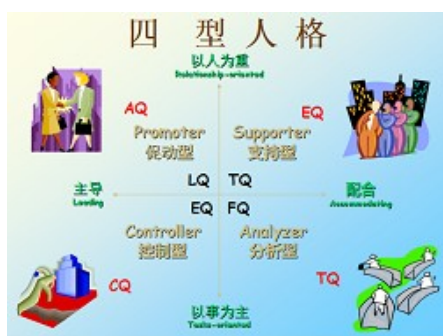 四 型 人 格
以人为重
Relationship-oriented
AQ
EQ
Promoter
促动型
Supporter
支持型
LQ
TQ
主导
Leading
配合
Accommodating
EQ
FQ
Controller
控制型
Analyzer
分析型
CQ
TQ
以事为主
Tasks-oriented